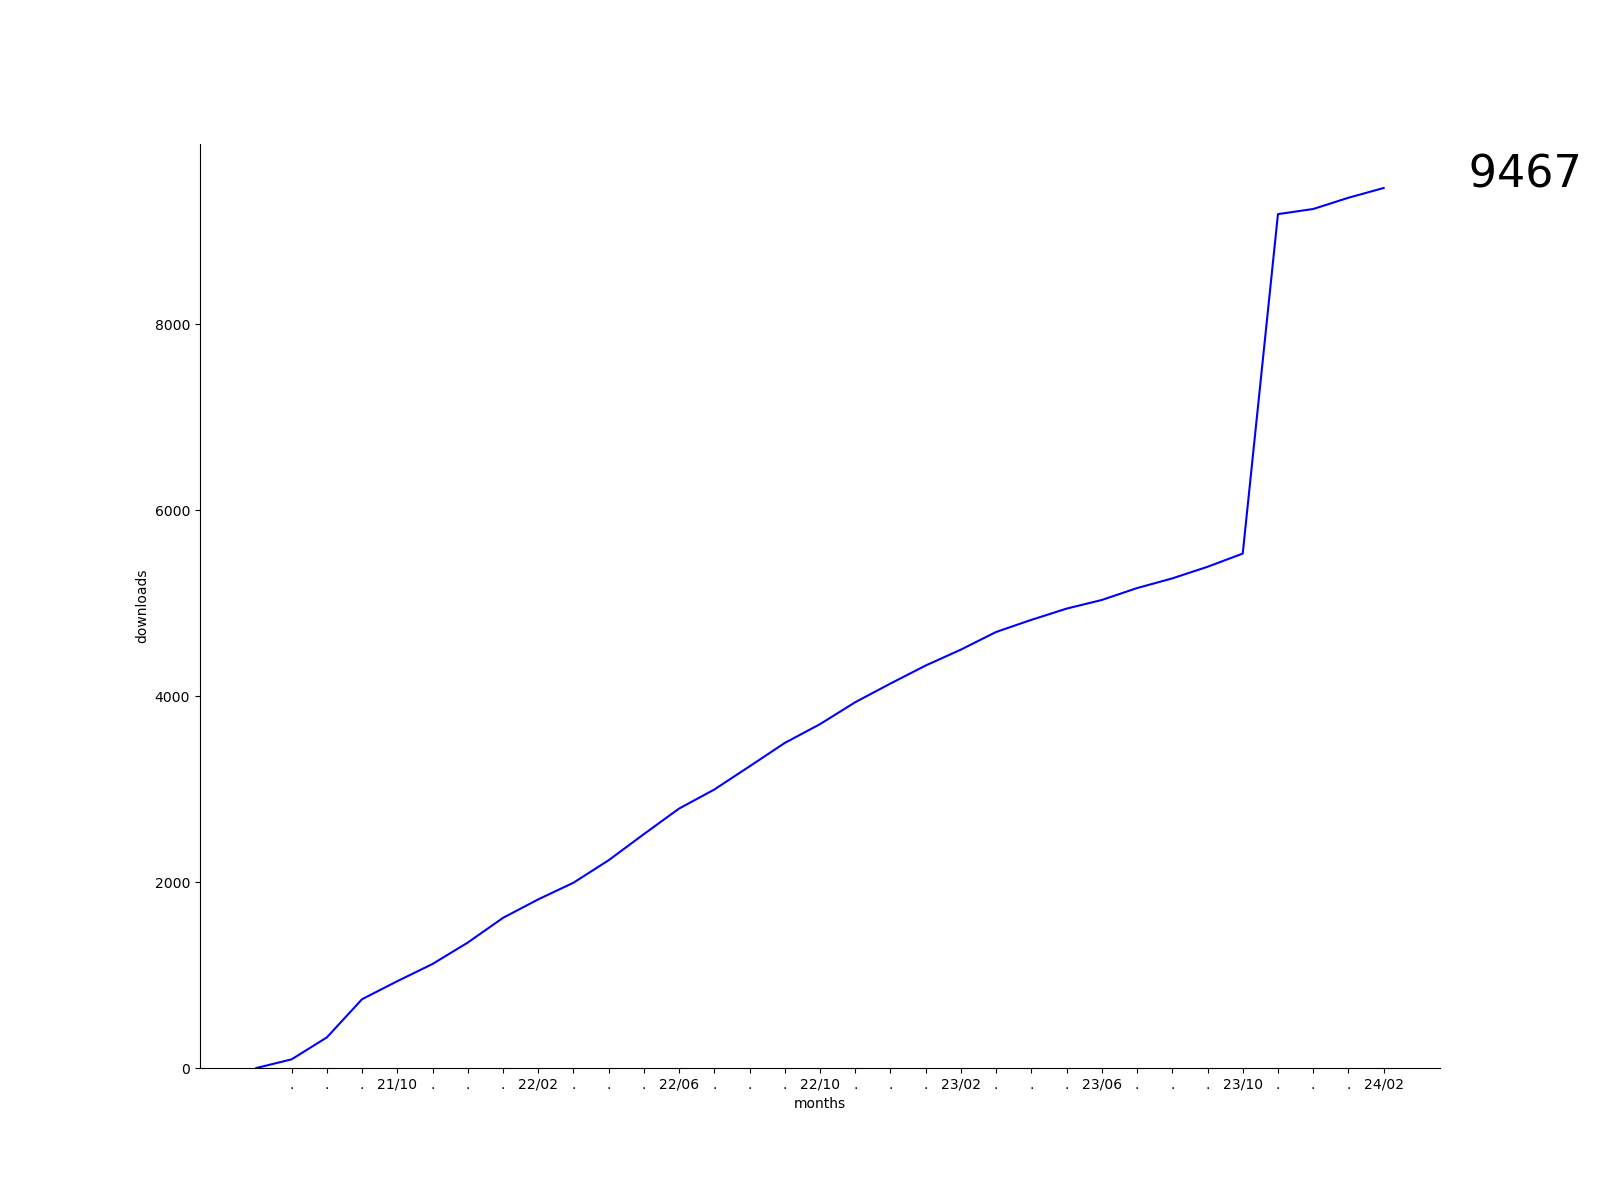 9467
8000
6000
4000
2000
0
downloads
. . . 21/10 . . . 22/02 . . . 22/06 . . . 22/10 . . . 23/02 . . . 23/06 . . . 23/10 . . . 24/02
months